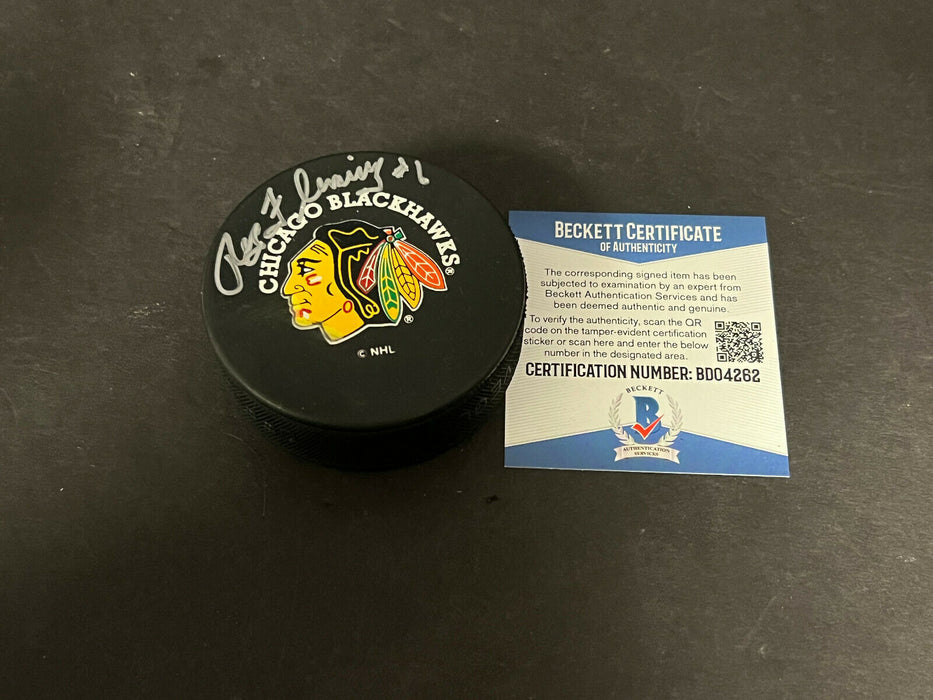 Reg Fleming #6
CHICAGO BLACKHAWKS®
®
© NHL
BECKETT CERTIFICATE
OF AUTHENTICITY
The corresponding signed item has been
subjected to examination by an expert from
Beckett Authentication Services and has
been deemed authentic and genuine.
To verify the authenticity, scan the QR
code on the tamper-evident certification
sticker or scan here and enter the below
number in the designated area.
CERTIFICATION NUMBER: BD04262
BECKETT
B
AUTHENTICATION
SERVICES